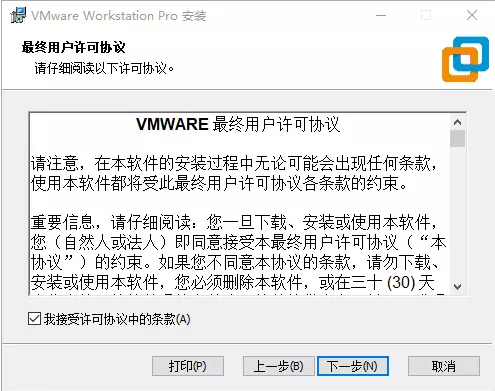 VMware Workstation Pro 安装
最终用户许可协议
请仔细阅读以下许可协议。
VMWARE 最终用户许可协议
请注意，在本软件的安装过程中无论可能会出现任何条款，
使用本软件都将受此最终用户许可协议各条款的约束。
重要信息，请仔细阅读：您一旦下载、安装或使用本软件，
您（自然人或法人）即同意接受本最终用户许可协议（“本
协议”）的约束。如果您不同意本协议的条款，请勿下载、
安装或使用本软件，您必须删除本软件，或在三十 (30) 天
我接受许可协议中的条款(A)
打印(P)
上一步(B)
下一步(N)
取消